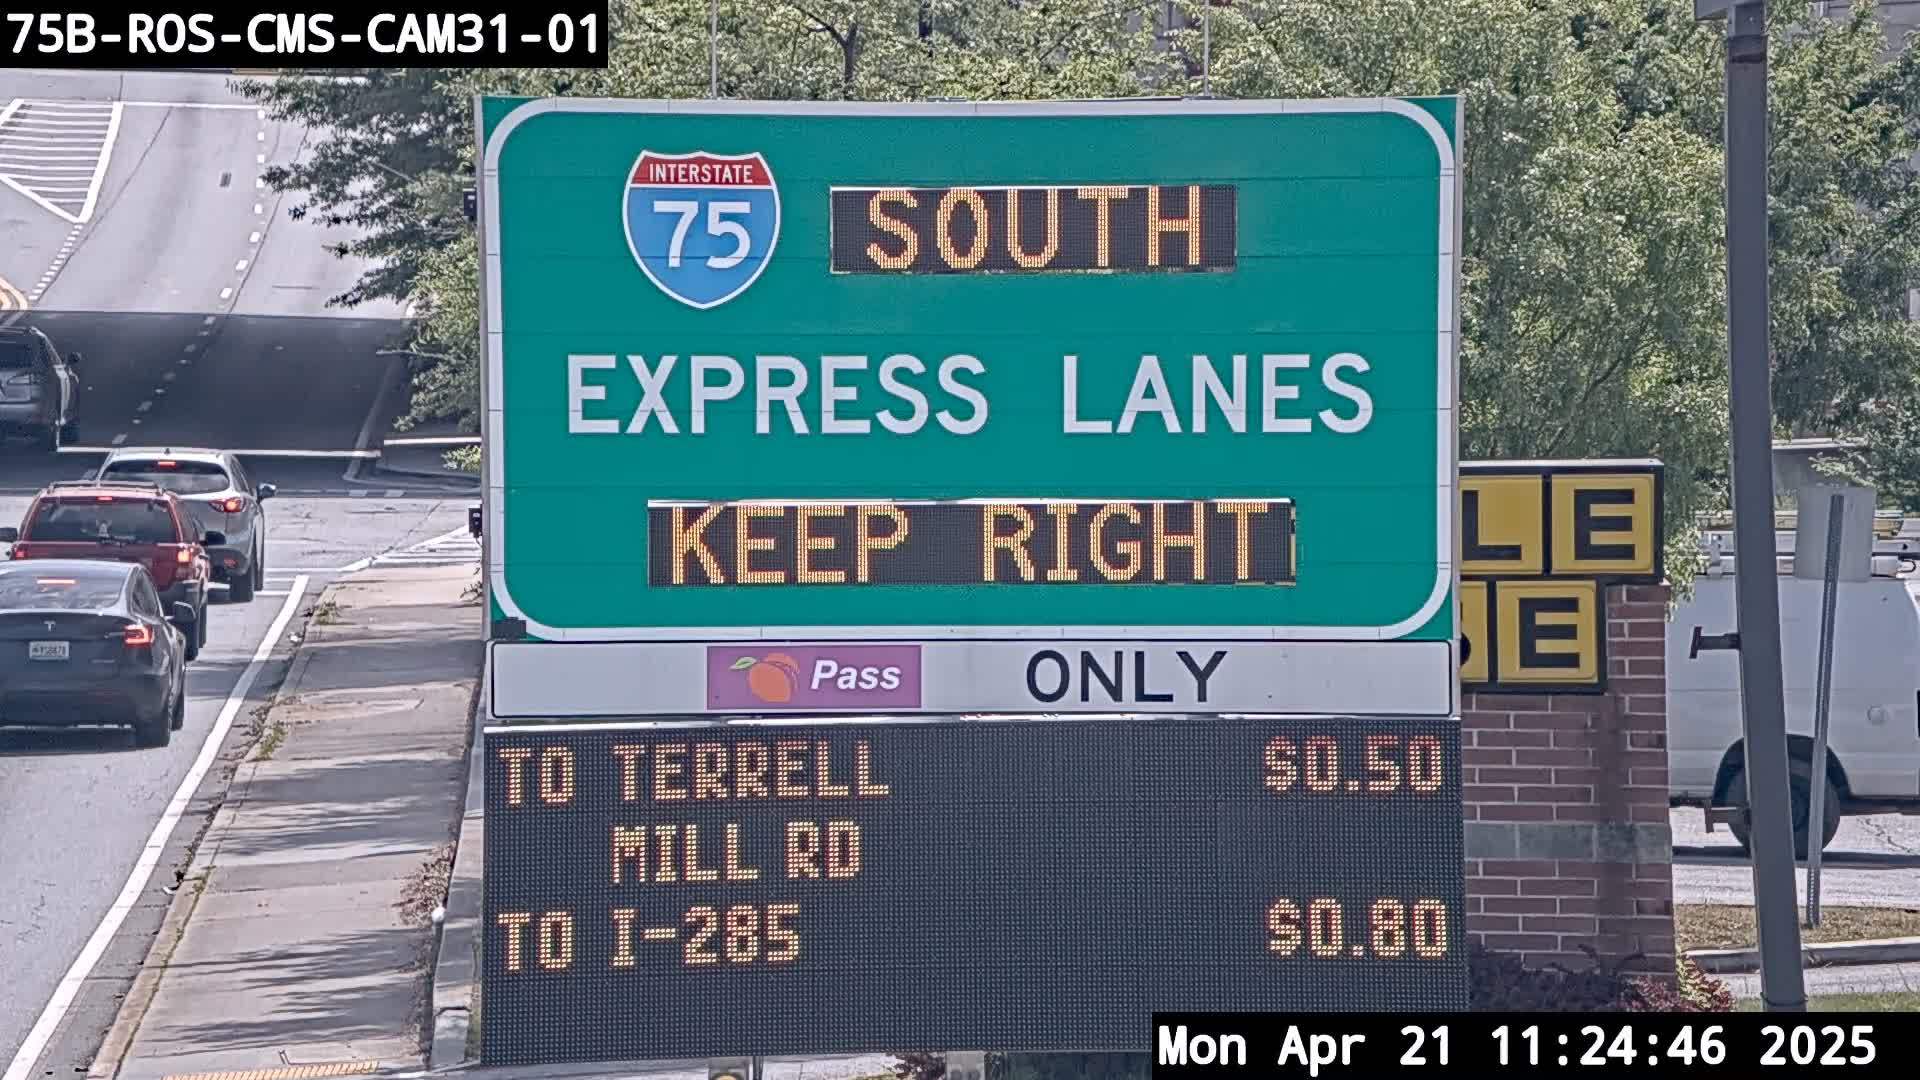 75B-ROS-CMS-CAM31-01
INTERSTATE
75
SOUTH
EXPRESS LANES
KEEP RIGHT
LE
E
Pass ONLY
TO TERRELL $0.50
MILL RD
TO I-285 $0.80
Mon Apr 21 11:24:46 2025